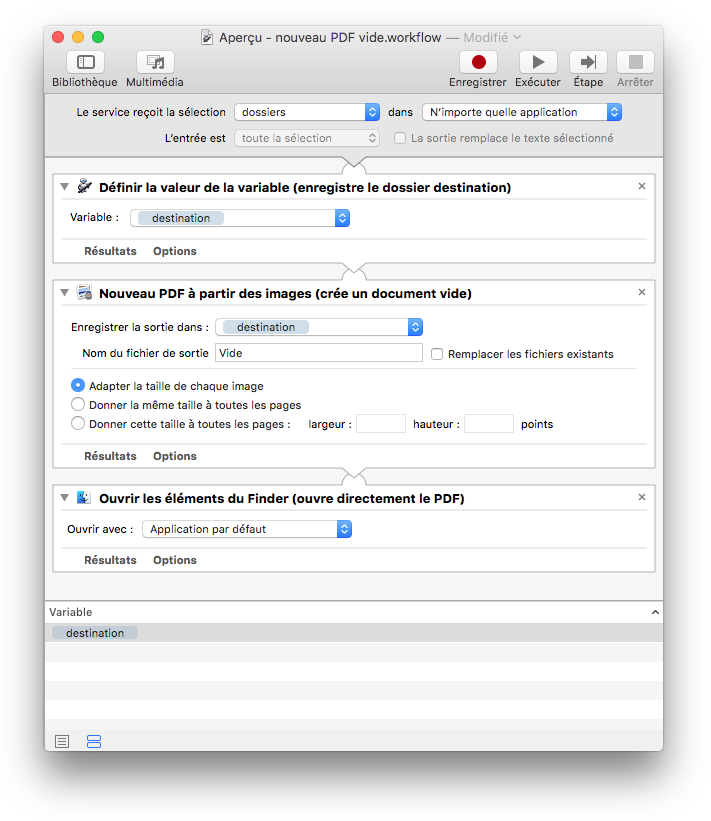 Aperçu - nouveau PDF vide.workflow — Modifié
Bibliothèque Multimédia Enregistrer Exécuter Étape Arrêter
Le service reçoit la sélection dossiers dans N'importe quelle application
L'entrée est toute la sélection La sortie remplace le texte sélectionné
Définir la valeur de la variable (enregistre le dossier destination)
Variable : destination
Résultats Options
Nouveau PDF à partir des images (crée un document vide)
Enregistrer la sortie dans : destination
Nom du fichier de sortie Vide Remplacer les fichiers existants
Adapter la taille de chaque image
Donner la même taille à toutes les pages
Donner cette taille à toutes les pages : largeur : hauteur : points
Résultats Options
Ouvrir les éléments du Finder (ouvre directement le PDF)
Ouvrir avec : Application par défaut
Résultats Options
Variable
destination